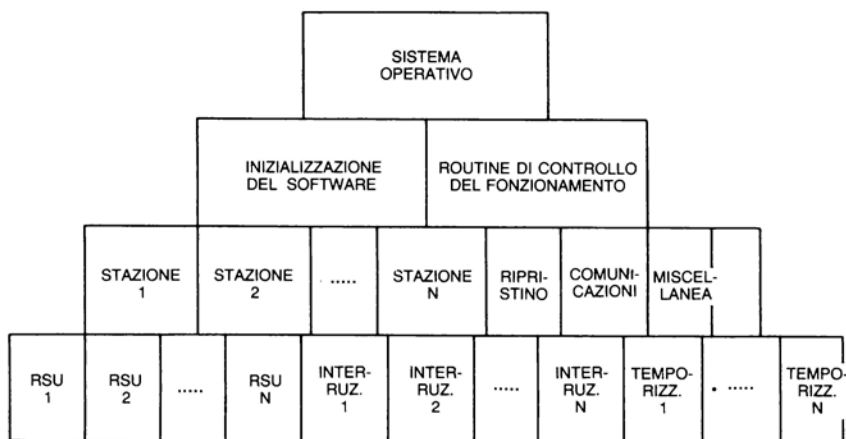 SISTEMA
OPERATIVO
INIZIALIZZAZIONE
DEL SOFTWARE
ROUTINE DI CONTROLLO
DEL FONZIONAMENTO
STAZIONE
1
STAZIONE
2
.....
STAZIONE
N
RIPRI-
STINO
COMUNI-
CAZIONI
MISCEL-
LANEA
RSU
1
RSU
2
.....
RSU
N
INTER-
RUZ.
1
INTER-
RUZ.
2
.....
INTER-
RUZ.
N
TEMPO-
RIZZ.
1
.....
TEMPO-
RIZZ.
N